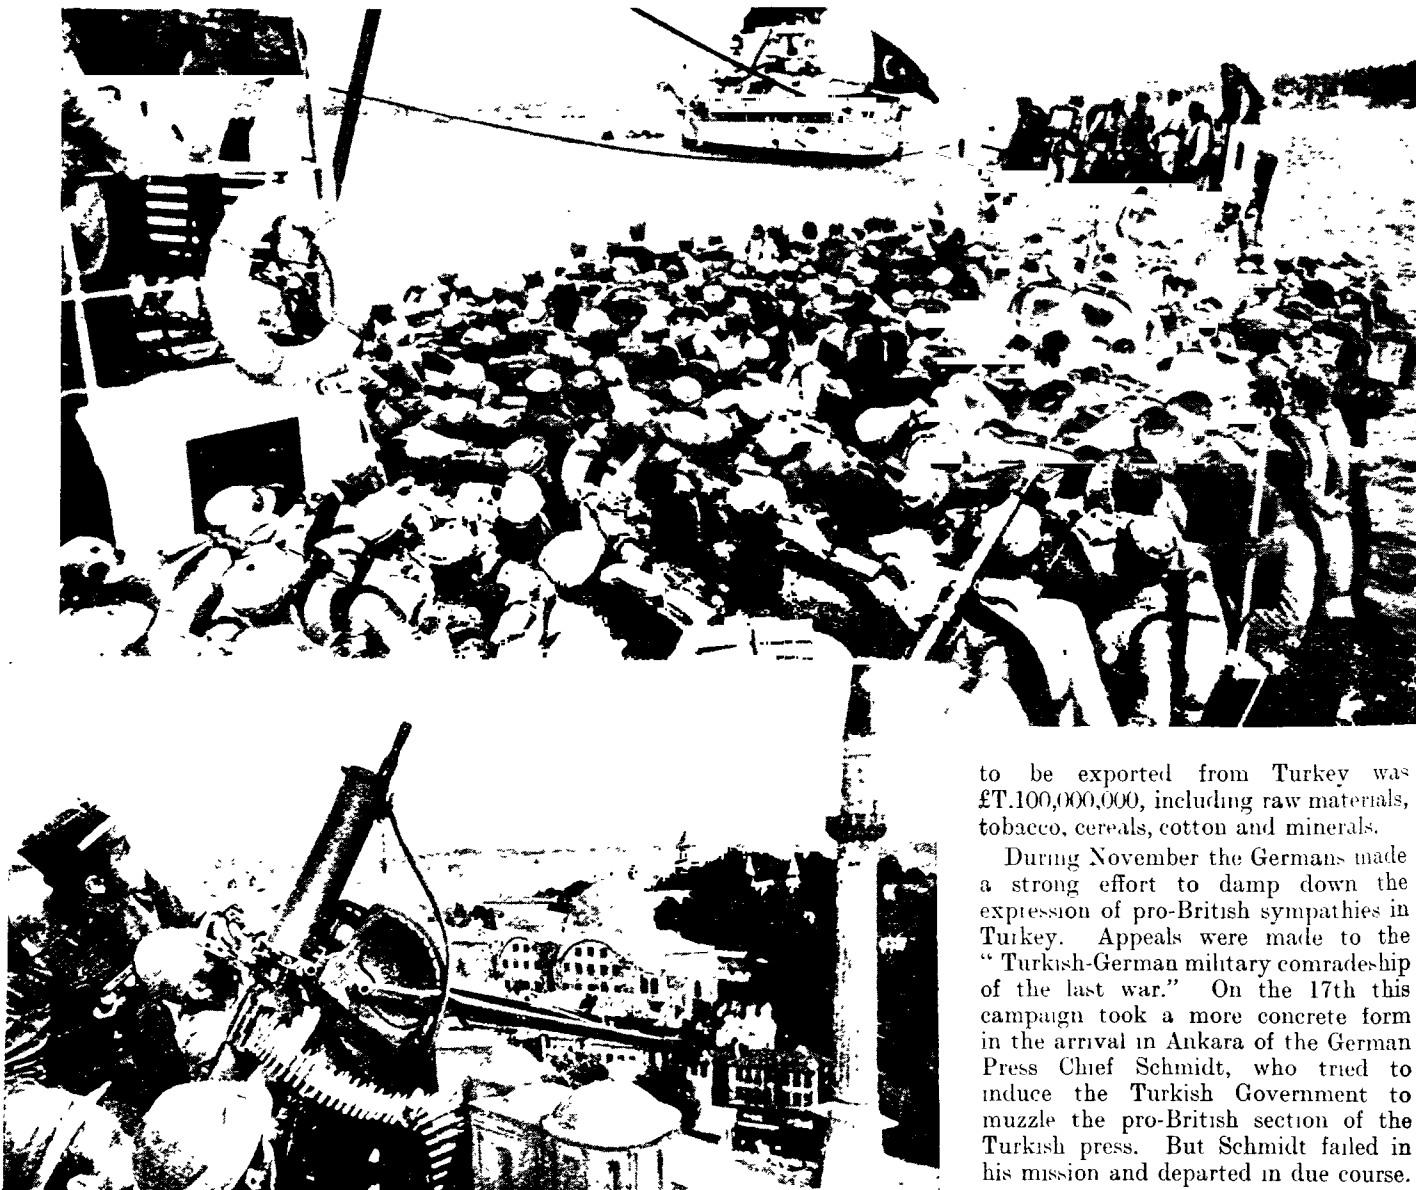 to be exported from Turkey was
£T.100,000,000, including raw materials,
tobacco, cereals, cotton and minerals.
During November the Germans made
a strong effort to damp down the
expression of pro-British sympathies in
Turkey. Appeals were made to the
“ Turkish-German military comradeship
of the last war.” On the 17th this
campaign took a more concrete form
in the arrival in Ankara of the German
Press Chief Schmidt, who tried to
induce the Turkish Government to
muzzle the pro-British section of the
Turkish press. But Schmidt failed in
his mission and departed in due course.